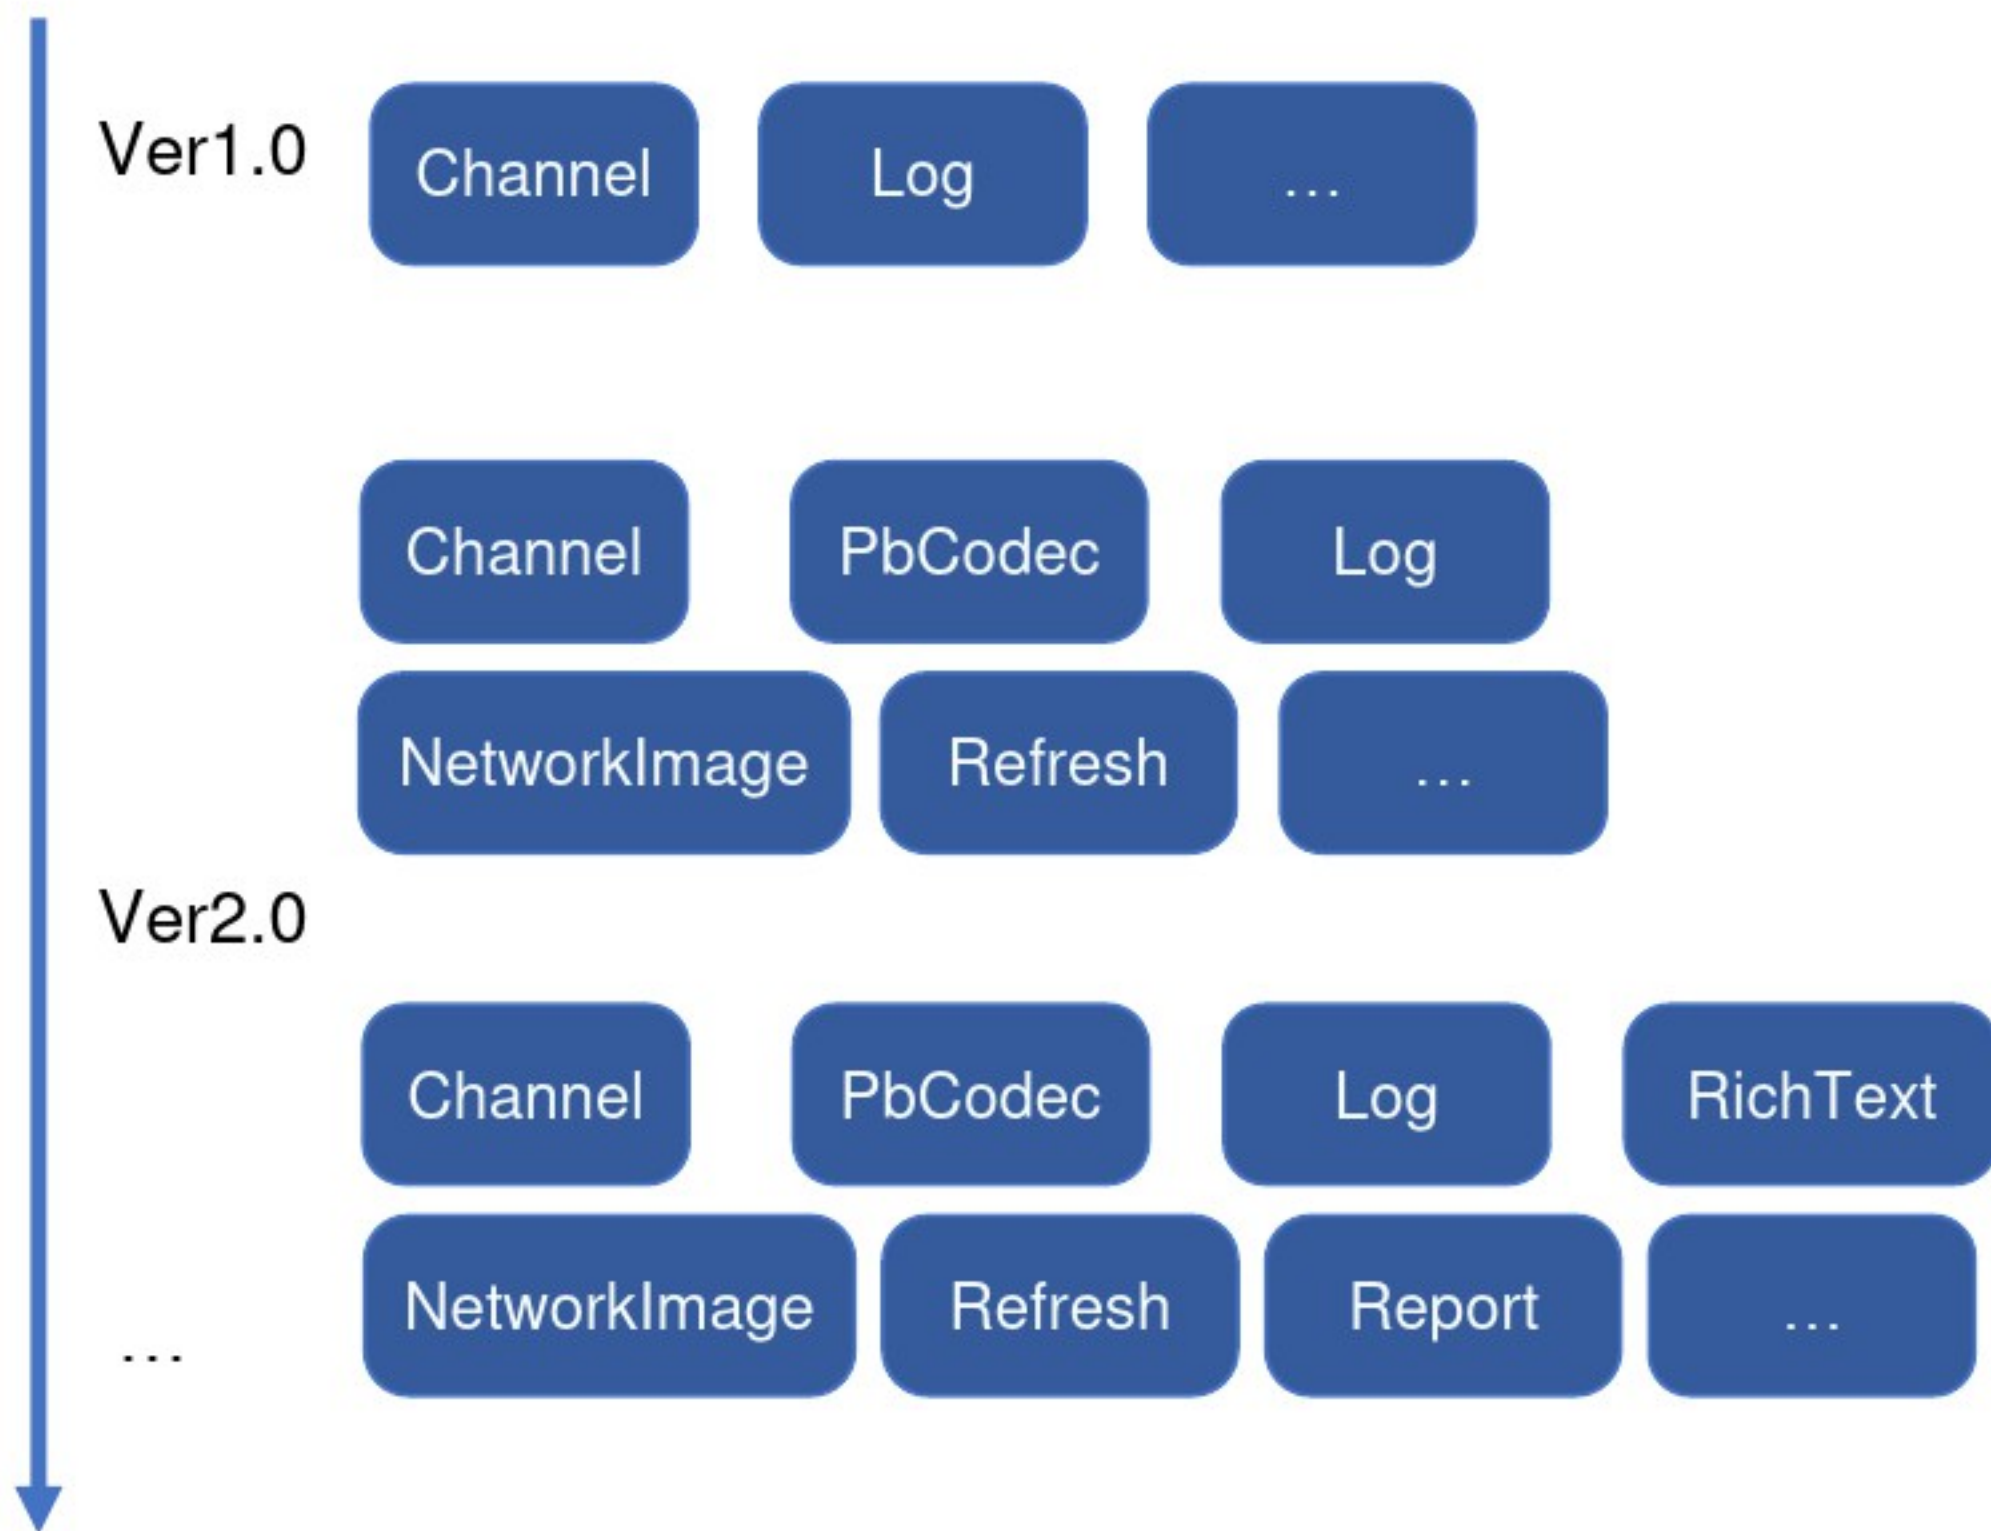 Ver1.0 Channel Log ...
Channel PbCodec Log
NetworkImage Refresh ...
Ver2.0
Channel PbCodec Log RichText
... NetworkImage Refresh Report ...